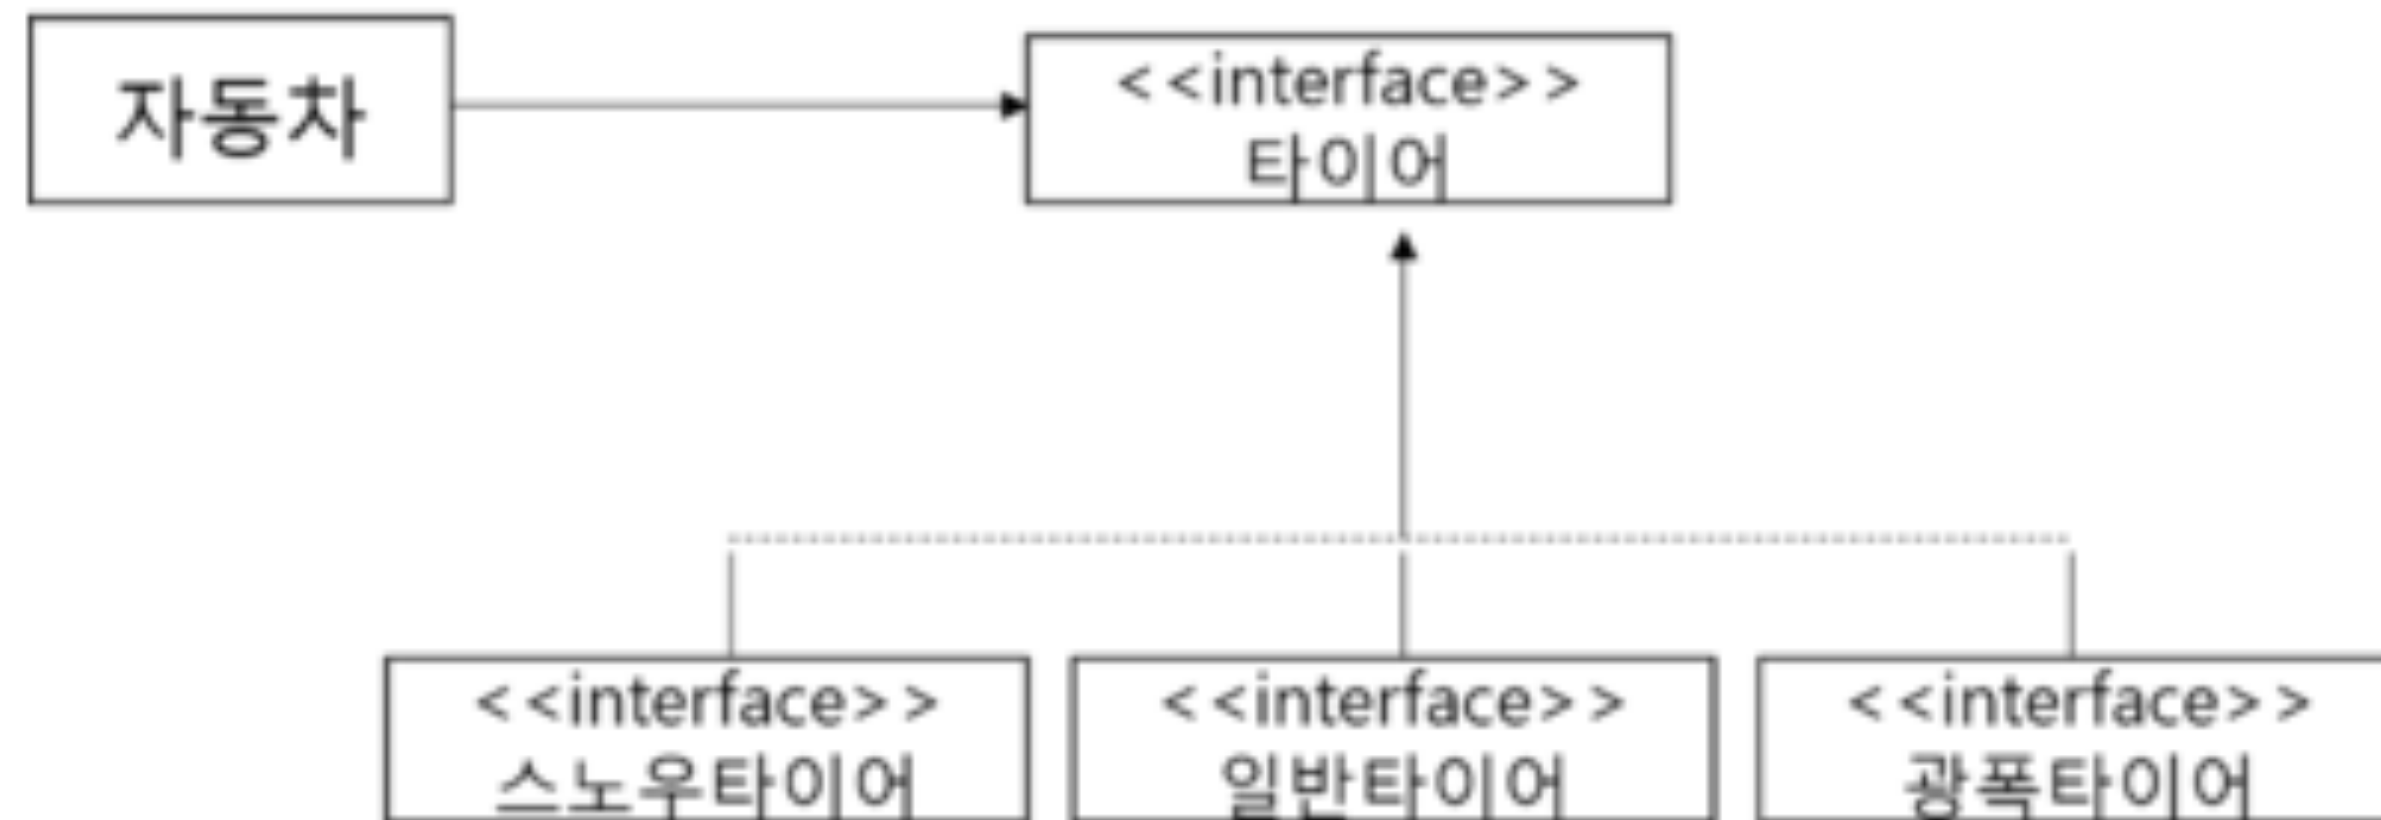 자동차
<<interface>>
타이어
<<interface>>
스노우타이어
<<interface>>
일반타이어
<<interface>>
광폭타이어